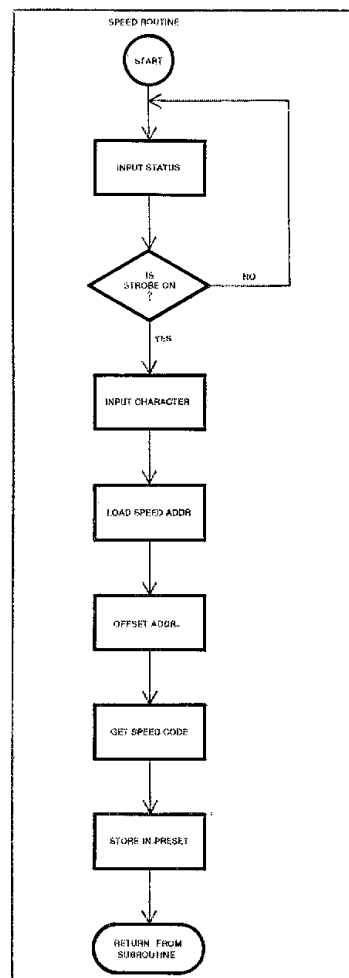 SPEED ROUTINE
START
INPUT STATUS
IS
STROBE ON
?
NO
YES
INPUT CHARACTER
LOAD SPEED ADDR
OFFSET ADDR.
GET SPEED CODE
STORE IN PRESET
RETURN FROM
SUBROUTINE